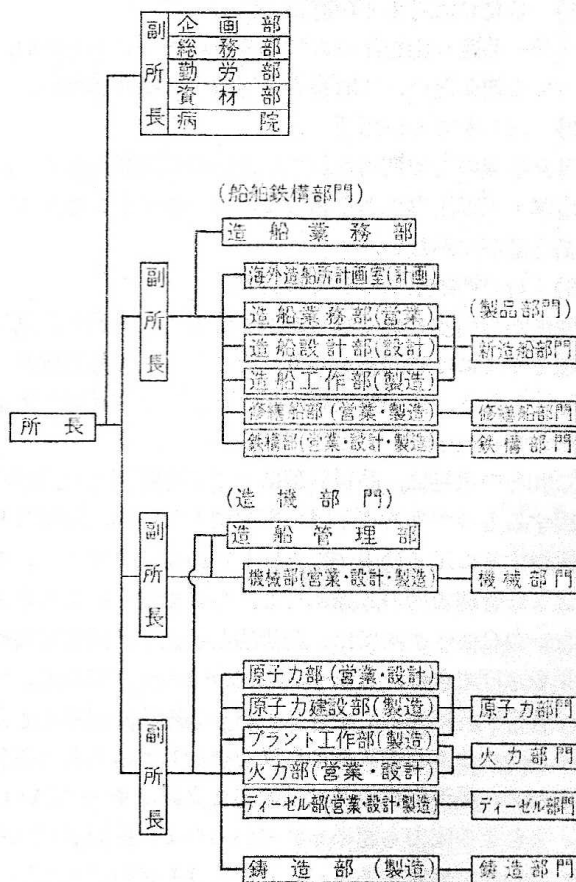 副所長
企画部
総務部
勤労部
資材部
病院
(船舶鉄構部門)
造船業務部
副所長
海外造船所計画室(計画)
造船業務部(営業)
造船設計部(設計)
造船工作部(製造)
修繕船部(営業・製造)
鉄構部(営業・設計・製造)
(製品部門)
新造船部門
修繕船部門
鉄構部門
所長
(造機部門)
造船管理部
副所長
機械部(営業・設計・製造)
機械部門
副所長
原子力部(営業・設計)
原子力建設部(製造)
プラント工作部(製造)
火力部(営業・設計)
ディーゼル部(営業・設計・製造)
鋳造部(製造)
原子力部門
火力部門
ディーゼル部門
鋳造部門